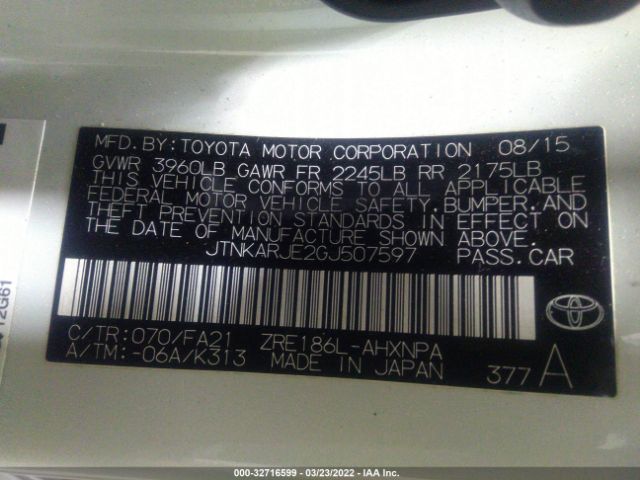 MFD. BY: TOYOTA MOTOR CORPORATION 08/15
GVWR 3960LB GAWR FR 2245LB RR 2175LB
THIS VEHICLE CONFORMS TO ALL APPLICABLE
FEDERAL MOTOR VEHICLE SAFETY, BUMPER, AND
THEFT PREVENTION STANDARDS IN EFFECT ON
THE DATE OF MANUFACTURE SHOWN ABOVE.
JTNKARJE2GJ507597 PASS. CAR
C/TR: 070/FA21 ZRE186L-AHXNPA
A/TM: -06A/K313 MADE IN JAPAN 377 A
12G61
000-32716599 - 03/23/2022 - IAA Inc.